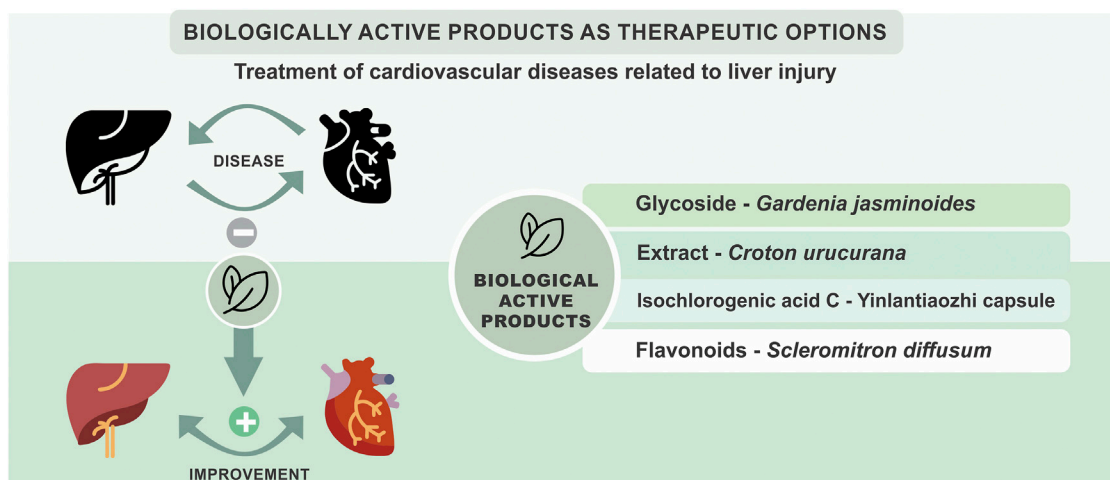 BIOLOGICALLY ACTIVE PRODUCTS AS THERAPEUTIC OPTIONS
Treatment of cardiovascular diseases related to liver injury
DISEASE
BIOLOGICAL
ACTIVE
PRODUCTS
Glycoside - Gardenia jasminoides
Extract - Croton urucurana
Isochlorogenic acid C - Yinlantiaozhi capsule
Flavonoids - Scleromitron diffusum
IMPROVEMENT